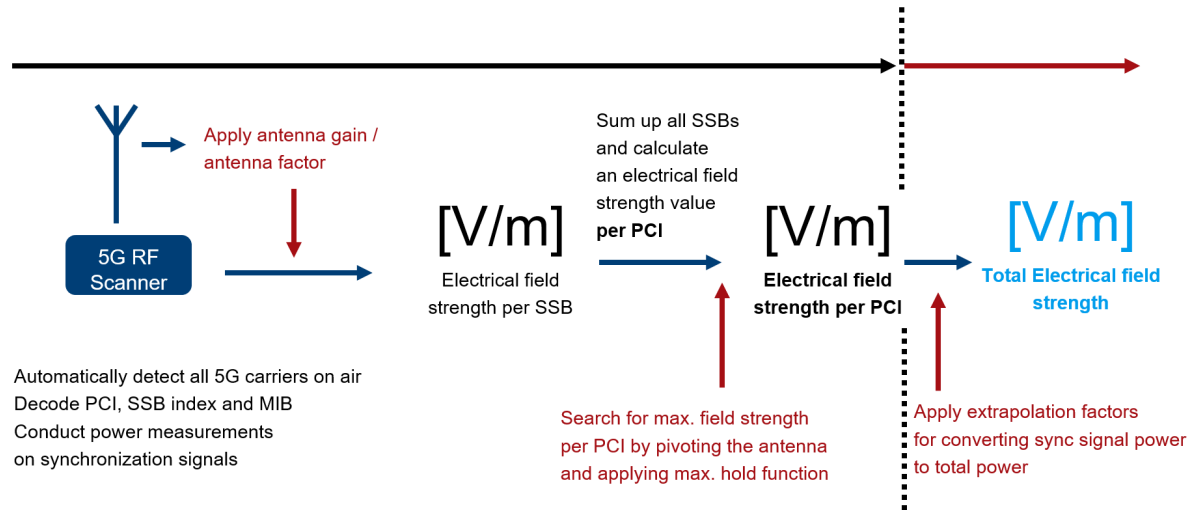 Apply antenna gain /
antenna factor
5G RF
Scanner
[V/m]
Electrical field
strength per SSB
Sum up all SSBs
and calculate
an electrical field
strength value
per PCI
[V/m]
Electrical field
strength per PCI
[V/m]
Total Electrical field
strength
Automatically detect all 5G carriers on air
Decode PCI, SSB index and MIB
Conduct power measurements
on synchronization signals
Search for max. field strength
per PCI by pivoting the antenna
and applying max. hold function
Apply extrapolation factors
for converting sync signal power
to total power